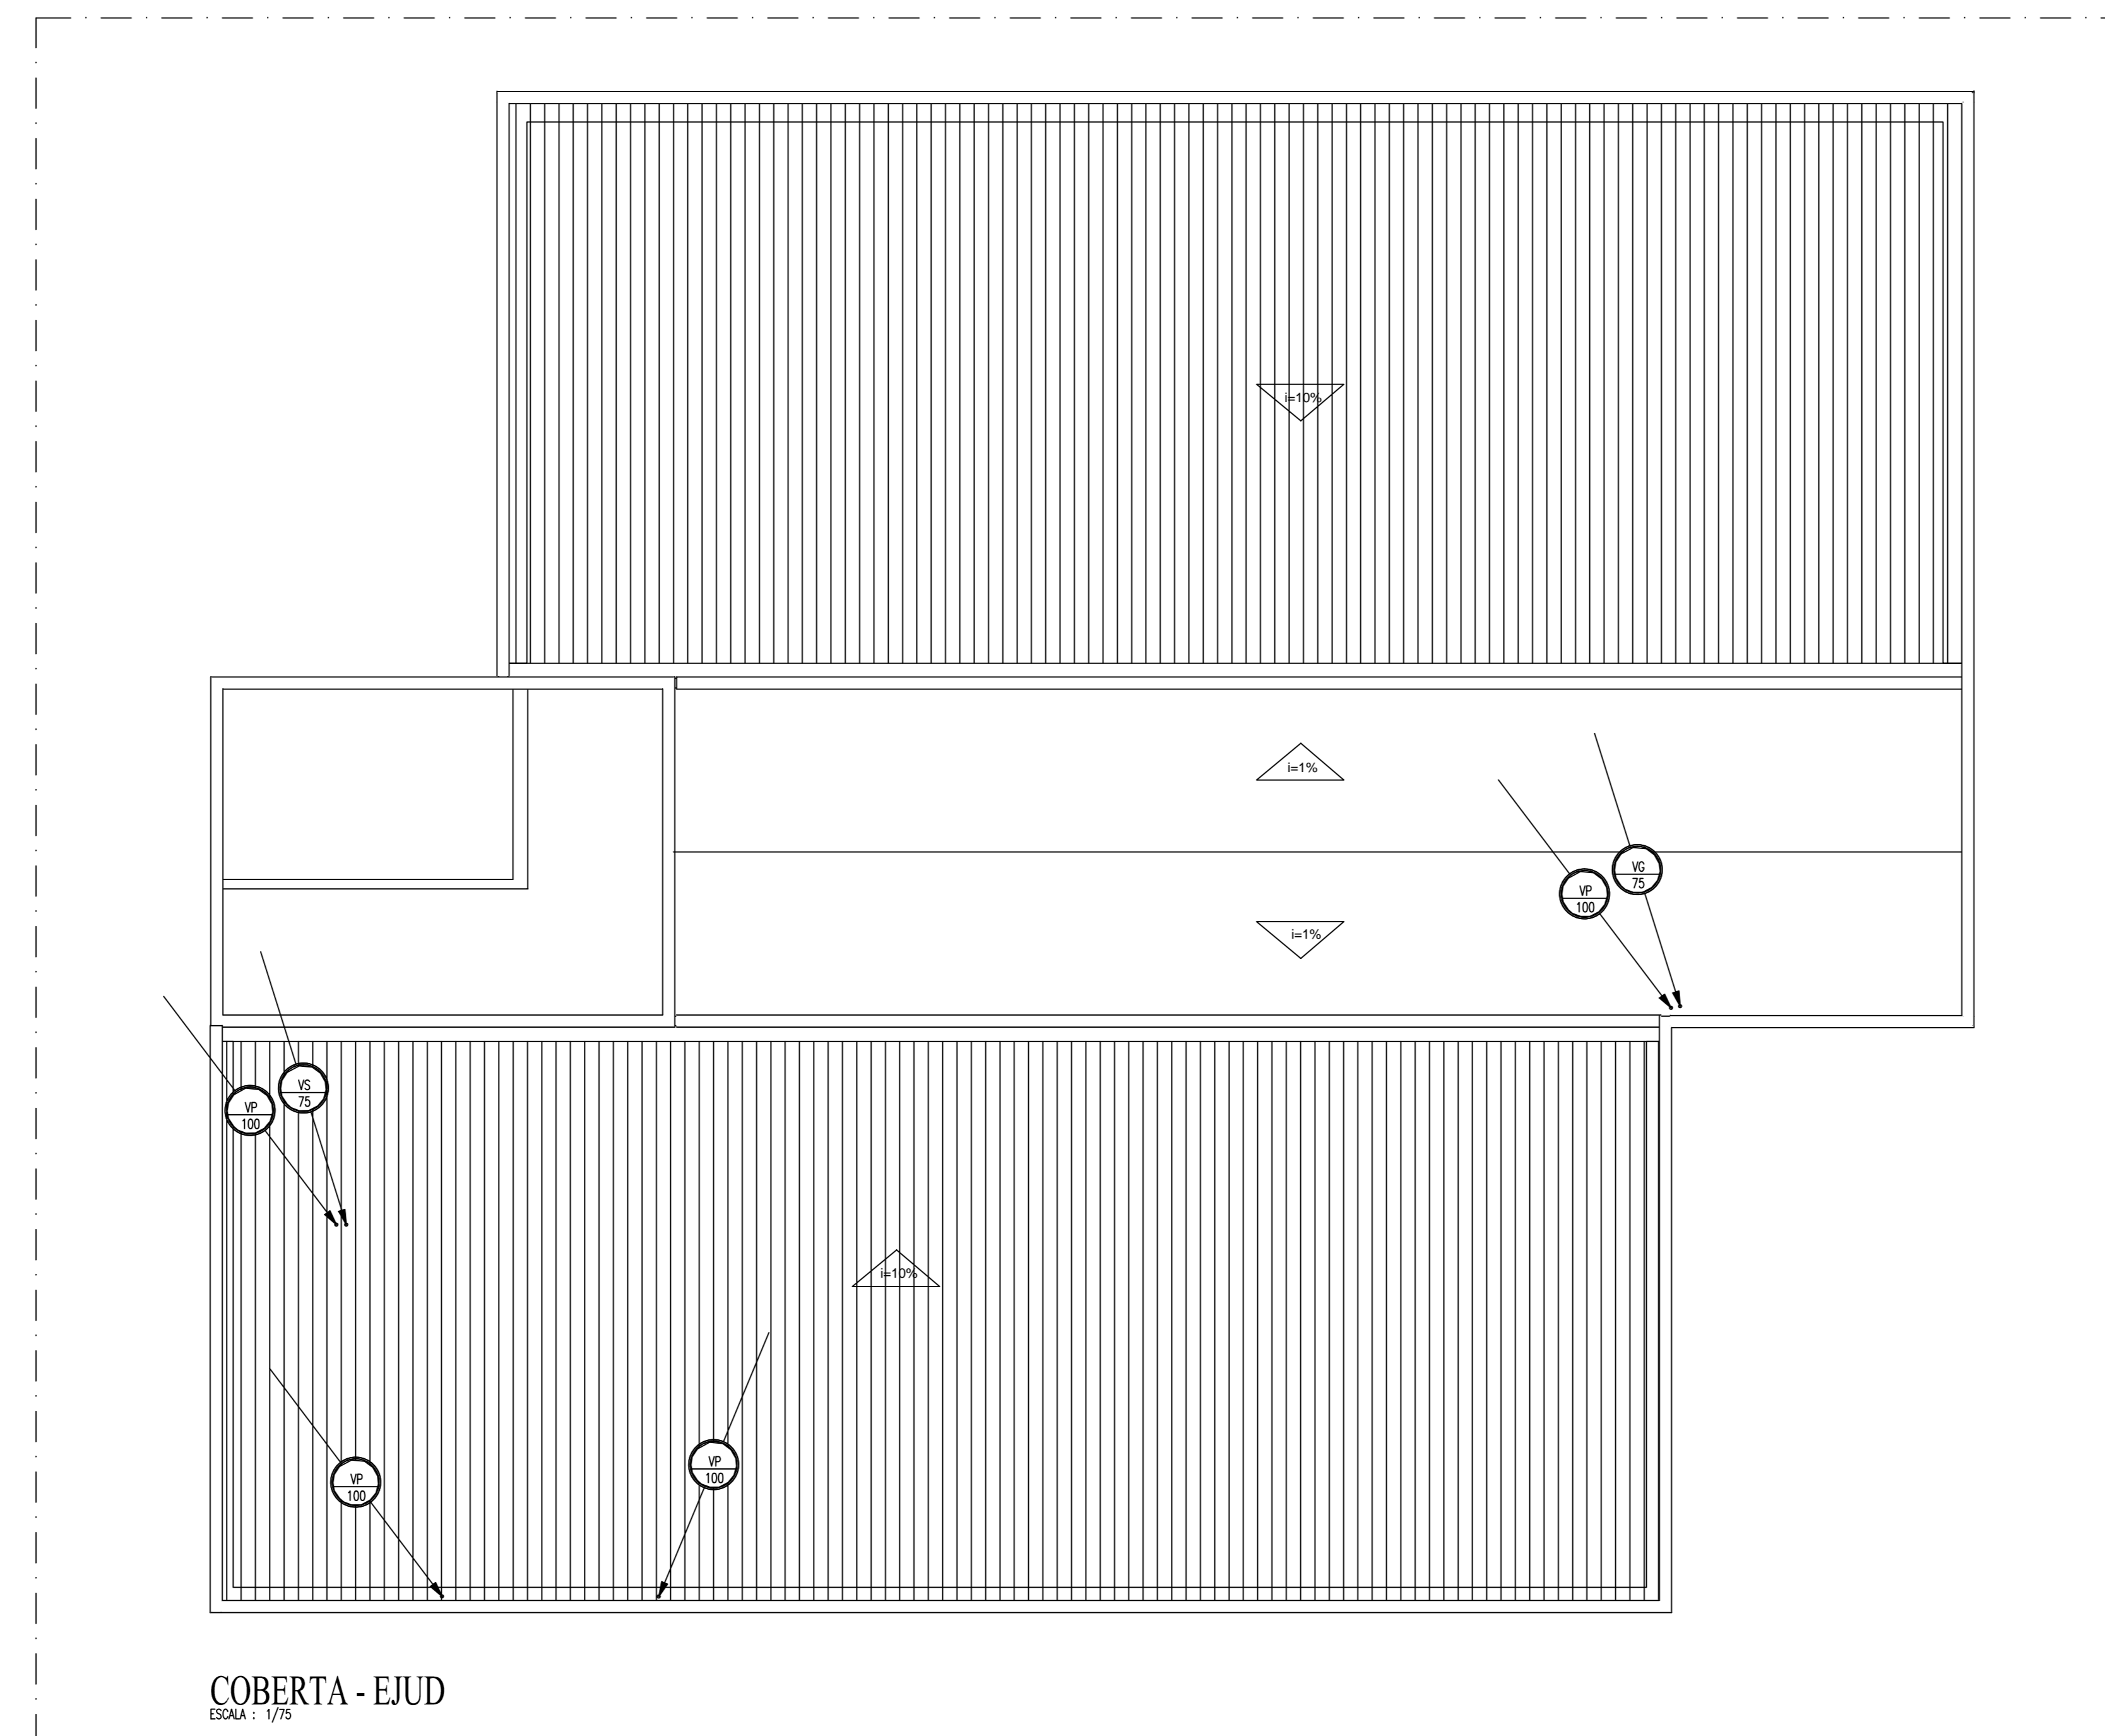 i=10%
i=1%
VG
75
VP
100
i=1%
VS
75
VP
100
i=10%
VP
100
VP
100
COBERTA - EJUD
ESCALA : 1/75